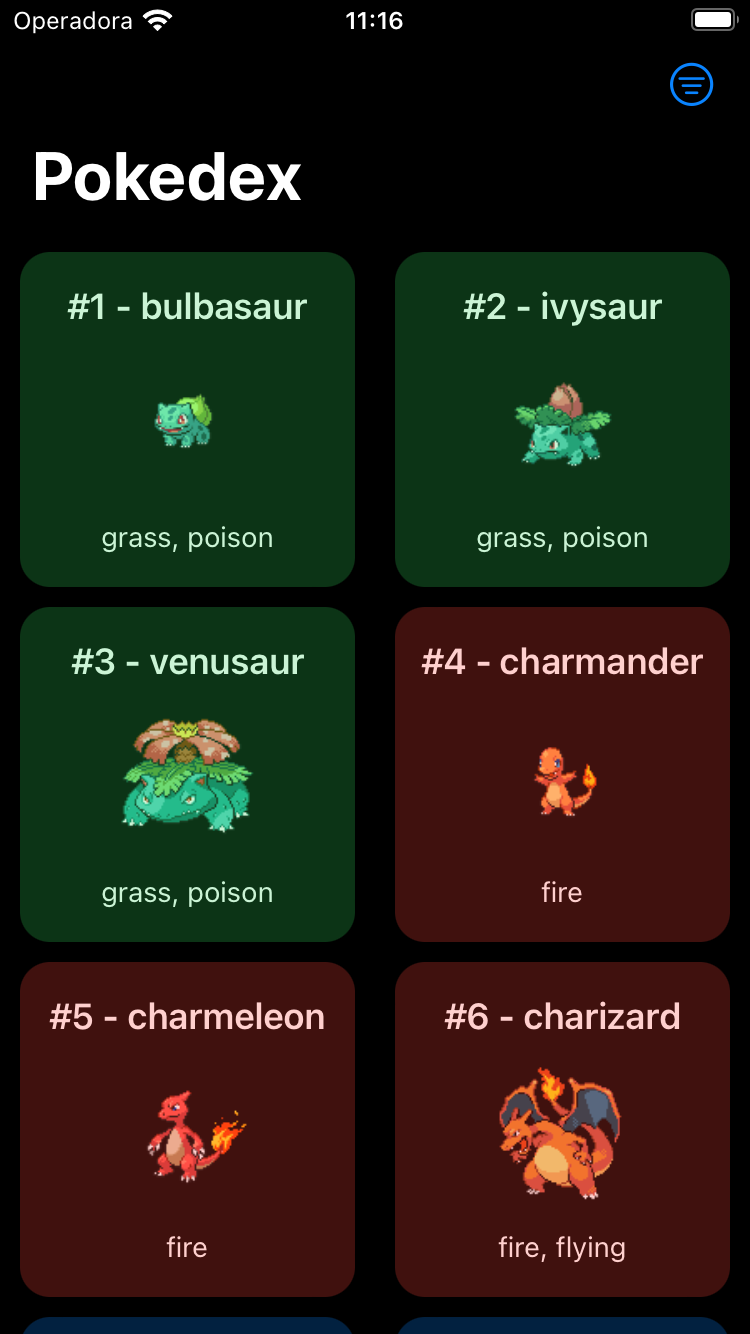 Operadora 11:16
Pokedex
#1 - bulbasaur
grass, poison
#2 - ivysaur
grass, poison
#3 - venusaur
grass, poison
#4 - charmander
fire
#5 - charmeleon
fire
#6 - charizard
fire, flying